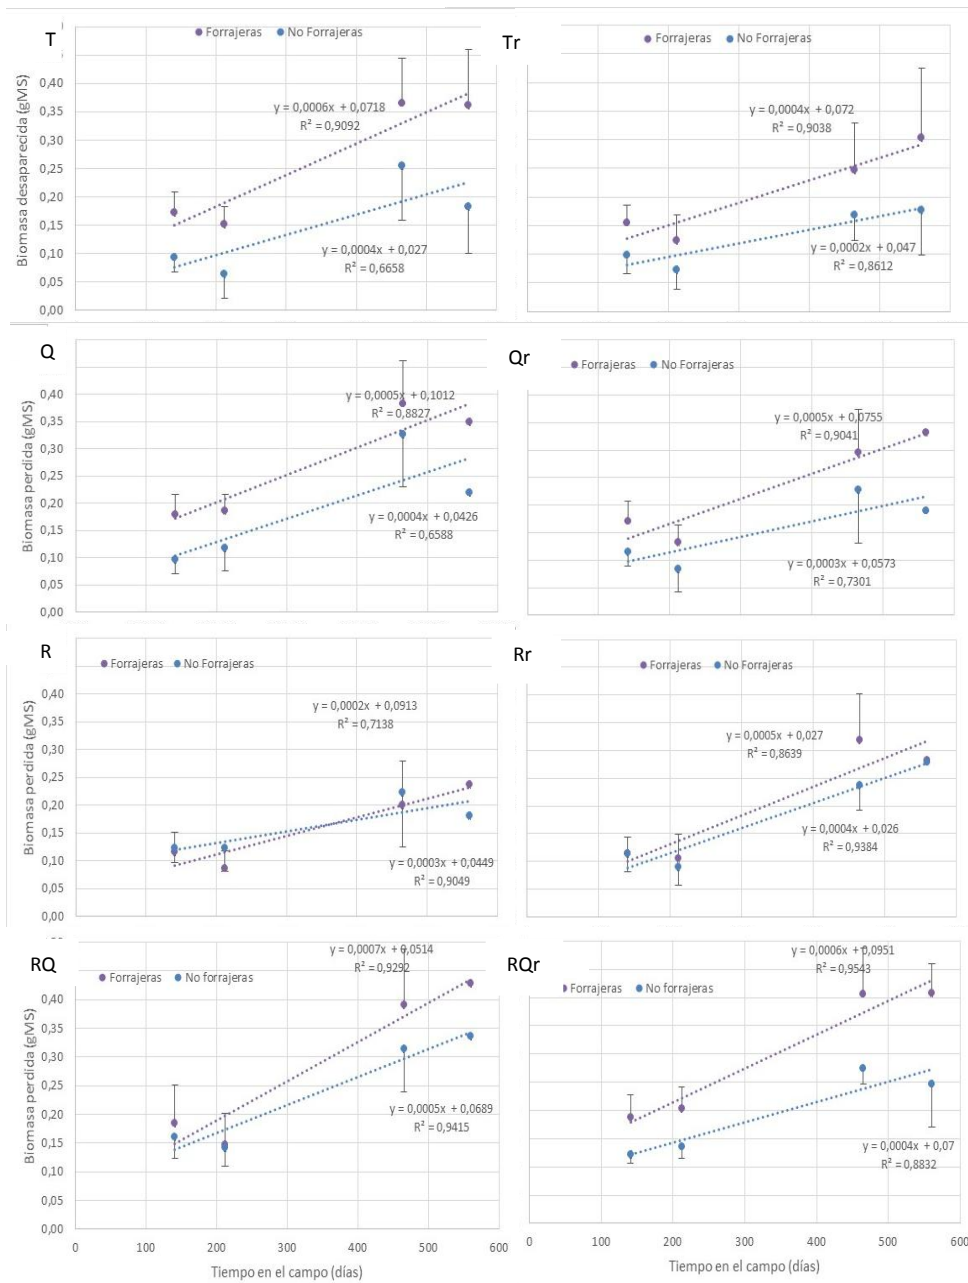 T
Forrajeras No Forrajeras
Biomasa desaparecida (gMS)
0,40
0,35
0,30
0,25
0,20
0,15
0,10
0,05
0,00
y = 0,0006x + 0,0718
R² = 0,9092
y = 0,0004x + 0,027
R² = 0,6658
Tr
Forrajeras No Forrajeras
y = 0,0004x + 0,072
R² = 0,9038
y = 0,0002x + 0,047
R² = 0,8612
Q
Biomasa perdida (gMS)
0,40
0,35
0,30
0,25
0,20
0,15
0,10
0,05
0,00
y = 0,0005x + 0,1012
R² = 0,8827
y = 0,0004x + 0,0426
R² = 0,6588
Qr
Forrajeras No Forrajeras
y = 0,0005x + 0,0755
R² = 0,9041
y = 0,0003x + 0,0573
R² = 0,7301
R
Forrajeras No Forrajeras
Biomasa perdida (gMS)
0,40
0,35
0,30
0,25
0,20
0,15
0,10
0,05
0,00
y = 0,0002x + 0,0913
R² = 0,7138
y = 0,0003x + 0,0449
R² = 0,9049
Rr
Forrajeras No Forrajeras
y = 0,0005x + 0,027
R² = 0,8639
y = 0,0004x + 0,026
R² = 0,9384
RQ
Forrajeras No forrajeras
Biomasa perdida (gMS)
0,40
0,35
0,30
0,25
0,20
0,15
0,10
0,05
0,00
y = 0,0007x + 0,0514
R² = 0,9292
y = 0,0005x + 0,0689
R² = 0,9415
0 100 200 300 400 500 600
Tiempo en el campo (días)
RQr
Forrajeras No forrajeras
y = 0,0006x + 0,0951
R² = 0,9543
y = 0,0004x + 0,07
R² = 0,8832
0 100 200 300 400 500 600
Tiempo en el campo (días)